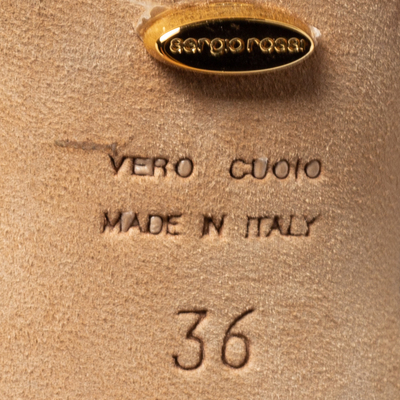 sergio rossi
VERO CUOIO
MADE IN ITALY
36